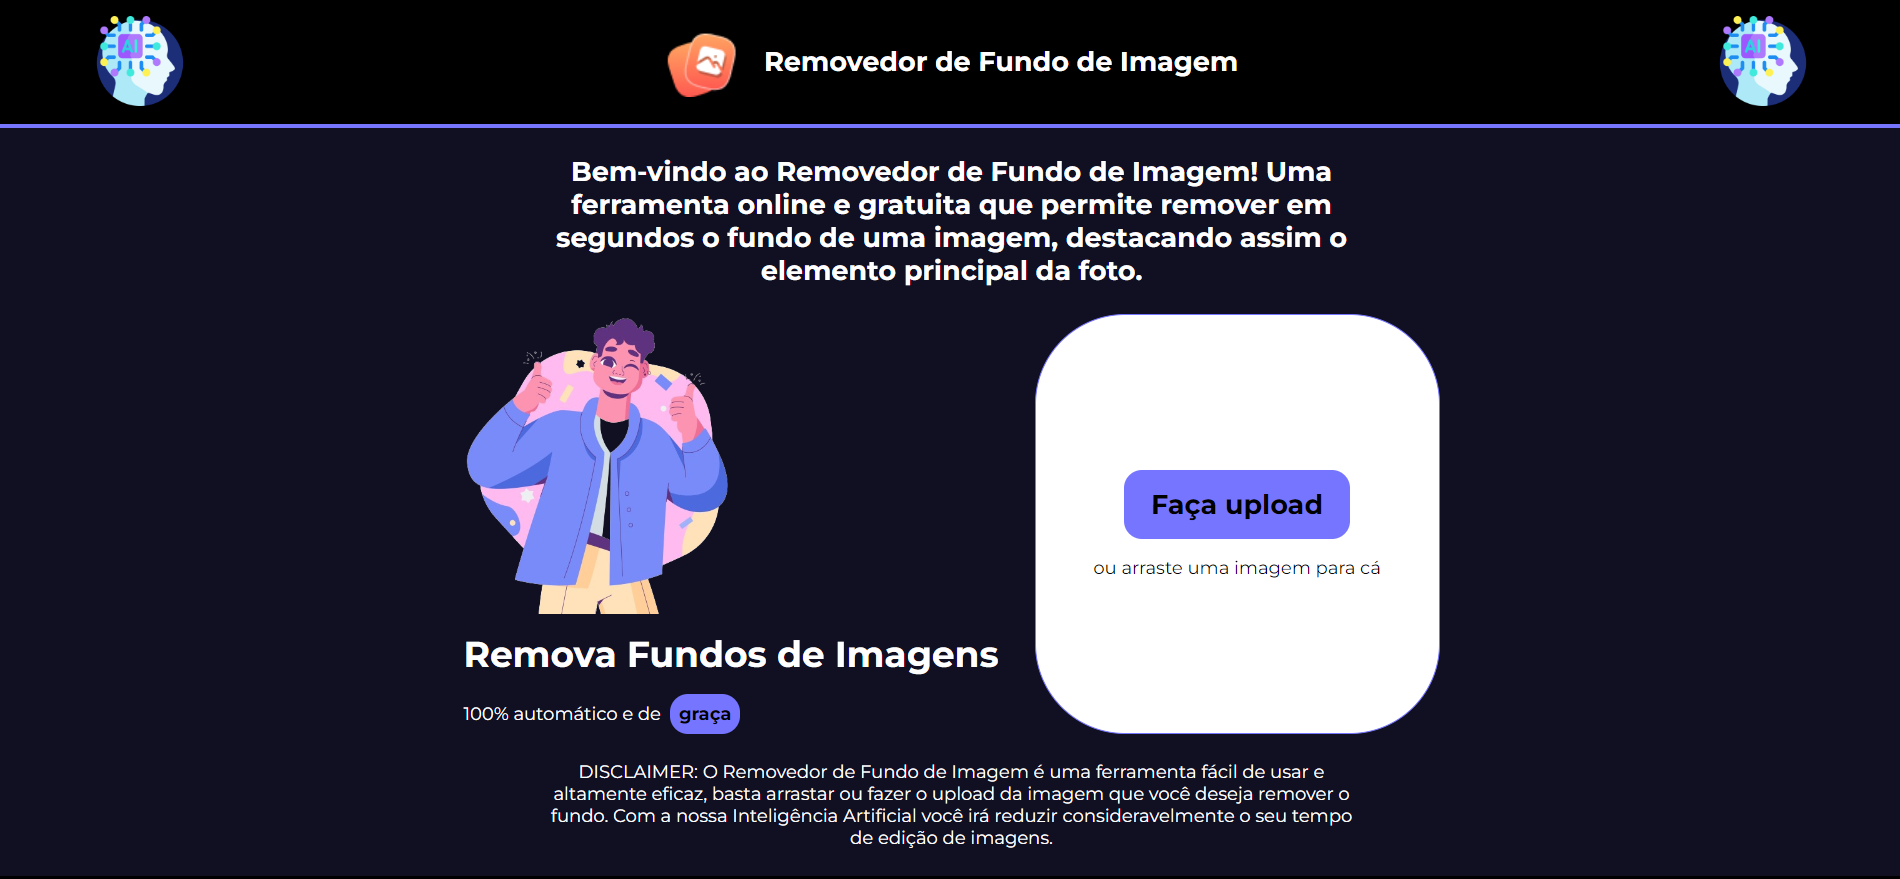 AI
Removedor de Fundo de Imagem
AI
Bem-vindo ao Removedor de Fundo de Imagem! Uma
ferramenta online e gratuita que permite remover em
segundos o fundo de uma imagem, destacando assim o
elemento principal da foto.
Faça upload
ou arraste uma imagem para cá
Remova Fundos de Imagens
100% automático e de graça
DISCLAIMER: O Removedor de Fundo de Imagem é uma ferramenta fácil de usar e
altamente eficaz, basta arrastar ou fazer o upload da imagem que você deseja remover o
fundo. Com a nossa Inteligência Artificial você irá reduzir consideravelmente o seu tempo
de edição de imagens.